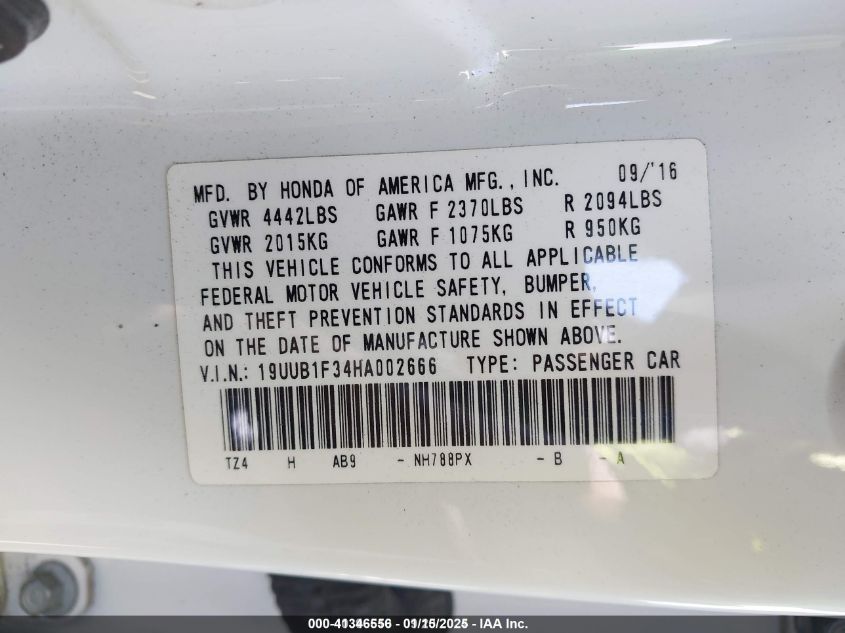 MFD. BY HONDA OF AMERICA MFG., INC. 09/'16
GVWR 4442LBS GAWR F 2370LBS R 2094LBS
GVWR 2015KG GAWR F 1075KG R 950KG
THIS VEHICLE CONFORMS TO ALL APPLICABLE
FEDERAL MOTOR VEHICLE SAFETY, BUMPER,
AND THEFT PREVENTION STANDARDS IN EFFECT
ON THE DATE OF MANUFACTURE SHOWN ABOVE.
V.I.N.: 19UUB1F34HA002666 TYPE: PASSENGER CAR
TZ4 H AB9 - NH788PX - B - A
- IAA Inc.